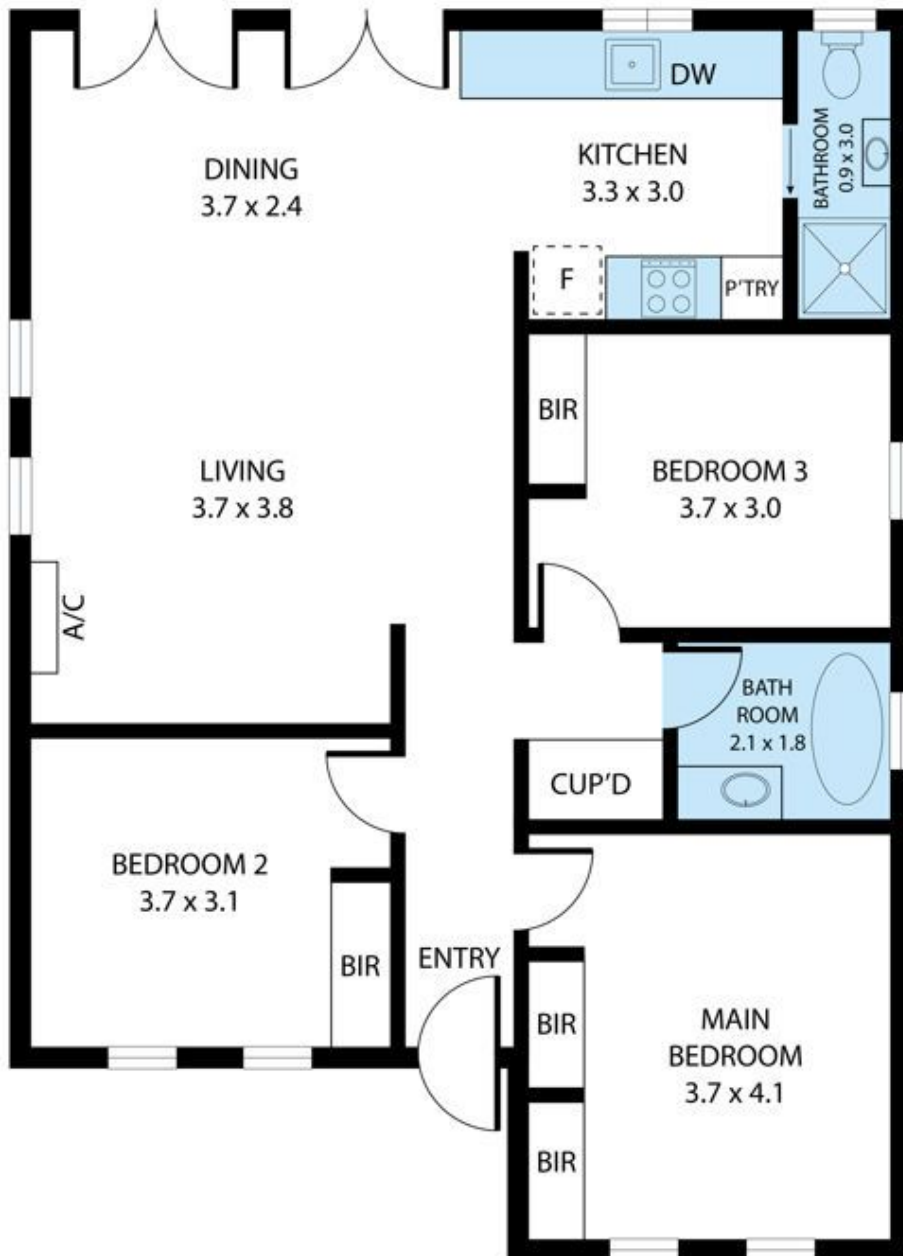 DW
DINING
3.7 x 2.4
KITCHEN
3.3 x 3.0
BATHROOM
0.9 x 3.0
F
P'TRY
BIR
LIVING
3.7 x 3.8
BEDROOM 3
3.7 x 3.0
A/C
BATH
ROOM
2.1 x 1.8
CUP'D
BEDROOM 2
3.7 x 3.1
BIR
ENTRY
BIR
MAIN
BEDROOM
3.7 x 4.1
BIR